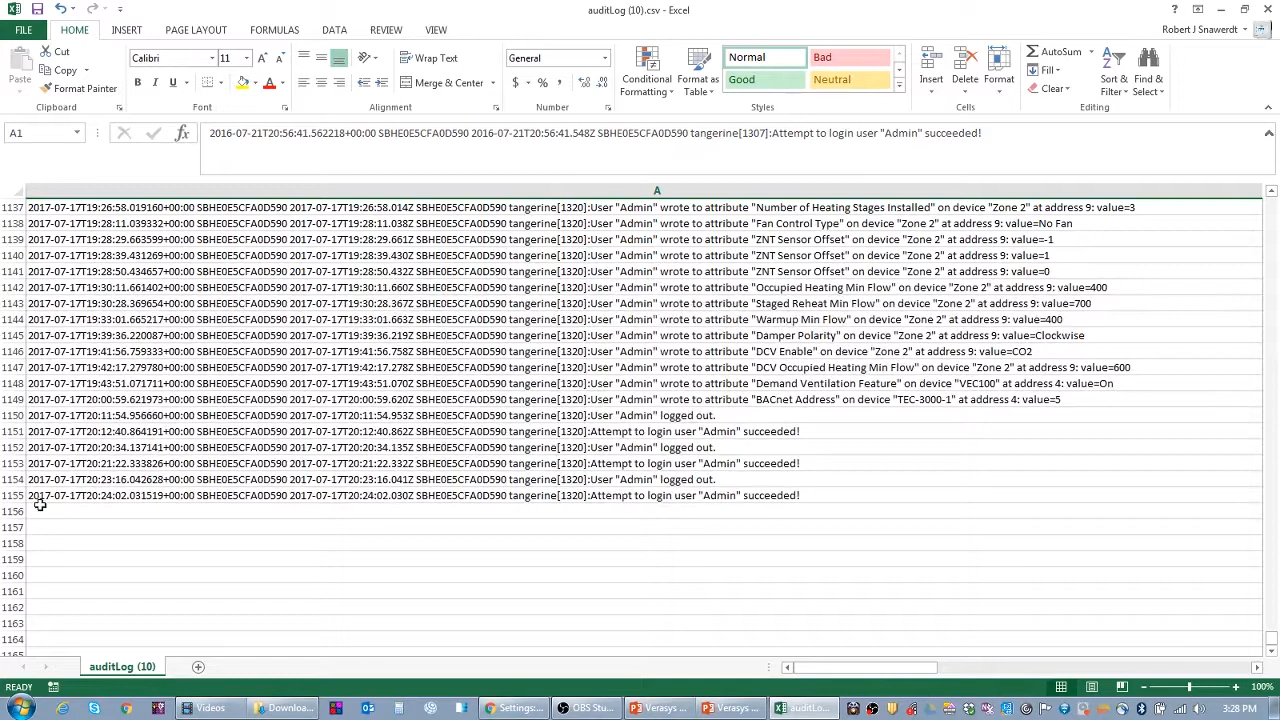 auditLog (10).csv - Excel
FILE HOME INSERT PAGE LAYOUT FORMULAS DATA REVIEW VIEW Robert J Snawerdt
Paste Cut Copy Format Painter Clipboard
Calibri 11 B I U Font
Wrap Text Merge & Center Alignment
General $ % , Number
Conditional Formatting Format as Table Normal Bad Good Neutral Styles
Insert Delete Format Cells
AutoSum Fill Clear Sort & Filter Find & Select Editing
A1 fx 2016-07-21T20:56:41.562218+00:00 SBHE0E5CFA0D590 2016-07-21T20:56:41.548Z SBHE0E5CFA0D590 tangerine[1307]:Attempt to login user "Admin" succeeded!
A
1137 2017-07-17T19:26:58.019160+00:00 SBHE0E5CFA0D590 2017-07-17T19:26:58.014Z SBHE0E5CFA0D590 tangerine[1320]:User "Admin" wrote to attribute "Number of Heating Stages Installed" on device "Zone 2" at address 9: value=3
1138 2017-07-17T19:28:11.039332+00:00 SBHE0E5CFA0D590 2017-07-17T19:28:11.038Z SBHE0E5CFA0D590 tangerine[1320]:User "Admin" wrote to attribute "Fan Control Type" on device "Zone 2" at address 9: value=No Fan
1139 2017-07-17T19:28:29.663599+00:00 SBHE0E5CFA0D590 2017-07-17T19:28:29.661Z SBHE0E5CFA0D590 tangerine[1320]:User "Admin" wrote to attribute "ZNT Sensor Offset" on device "Zone 2" at address 9: value=-1
1140 2017-07-17T19:28:39.431269+00:00 SBHE0E5CFA0D590 2017-07-17T19:28:39.430Z SBHE0E5CFA0D590 tangerine[1320]:User "Admin" wrote to attribute "ZNT Sensor Offset" on device "Zone 2" at address 9: value=1
1141 2017-07-17T19:28:50.434657+00:00 SBHE0E5CFA0D590 2017-07-17T19:28:50.432Z SBHE0E5CFA0D590 tangerine[1320]:User "Admin" wrote to attribute "ZNT Sensor Offset" on device "Zone 2" at address 9: value=0
1142 2017-07-17T19:30:11.661402+00:00 SBHE0E5CFA0D590 2017-07-17T19:30:11.660Z SBHE0E5CFA0D590 tangerine[1320]:User "Admin" wrote to attribute "Occupied Heating Min Flow" on device "Zone 2" at address 9: value=400
1143 2017-07-17T19:30:28.369654+00:00 SBHE0E5CFA0D590 2017-07-17T19:30:28.367Z SBHE0E5CFA0D590 tangerine[1320]:User "Admin" wrote to attribute "Staged Reheat Min Flow" on device "Zone 2" at address 9: value=700
1144 2017-07-17T19:33:01.665217+00:00 SBHE0E5CFA0D590 2017-07-17T19:33:01.663Z SBHE0E5CFA0D590 tangerine[1320]:User "Admin" wrote to attribute "Warmup Min Flow" on device "Zone 2" at address 9: value=400
1145 2017-07-17T19:39:36.220087+00:00 SBHE0E5CFA0D590 2017-07-17T19:39:36.219Z SBHE0E5CFA0D590 tangerine[1320]:User "Admin" wrote to attribute "Damper Polarity" on device "Zone 2" at address 9: value=Clockwise
1146 2017-07-17T19:41:56.759333+00:00 SBHE0E5CFA0D590 2017-07-17T19:41:56.758Z SBHE0E5CFA0D590 tangerine[1320]:User "Admin" wrote to attribute "DCV Enable" on device "Zone 2" at address 9: value=CO2
1147 2017-07-17T19:42:17.279780+00:00 SBHE0E5CFA0D590 2017-07-17T19:42:17.278Z SBHE0E5CFA0D590 tangerine[1320]:User "Admin" wrote to attribute "DCV Occupied Heating Min Flow" on device "Zone 2" at address 9: value=600
1148 2017-07-17T19:43:51.071711+00:00 SBHE0E5CFA0D590 2017-07-17T19:43:51.070Z SBHE0E5CFA0D590 tangerine[1320]:User "Admin" wrote to attribute "Demand Ventilation Feature" on device "VEC100" at address 4: value=On
1149 2017-07-17T20:00:59.621973+00:00 SBHE0E5CFA0D590 2017-07-17T20:00:59.620Z SBHE0E5CFA0D590 tangerine[1320]:User "Admin" wrote to attribute "BACnet Address" on device "TEC-3000-1" at address 4: value=5
1150 2017-07-17T20:11:54.956660+00:00 SBHE0E5CFA0D590 2017-07-17T20:11:54.953Z SBHE0E5CFA0D590 tangerine[1320]:User "Admin" logged out.
1151 2017-07-17T20:12:40.864191+00:00 SBHE0E5CFA0D590 2017-07-17T20:12:40.862Z SBHE0E5CFA0D590 tangerine[1320]:Attempt to login user "Admin" succeeded!
1152 2017-07-17T20:20:34.137141+00:00 SBHE0E5CFA0D590 2017-07-17T20:20:34.135Z SBHE0E5CFA0D590 tangerine[1320]:User "Admin" logged out.
1153 2017-07-17T20:21:22.333826+00:00 SBHE0E5CFA0D590 2017-07-17T20:21:22.332Z SBHE0E5CFA0D590 tangerine[1320]:Attempt to login user "Admin" succeeded!
1154 2017-07-17T20:23:16.042628+00:00 SBHE0E5CFA0D590 2017-07-17T20:23:16.041Z SBHE0E5CFA0D590 tangerine[1320]:User "Admin" logged out.
1155 2017-07-17T20:24:02.031519+00:00 SBHE0E5CFA0D590 2017-07-17T20:24:02.030Z SBHE0E5CFA0D590 tangerine[1320]:Attempt to login user "Admin" succeeded!
1156
1157
1158
1159
1160
1161
1162
1163
1164
1165
auditLog (10)
READY 100%
Videos Downloa... Settings:... OBS Studi... Verasys ... Verasys ... auditLo... 3:28 PM